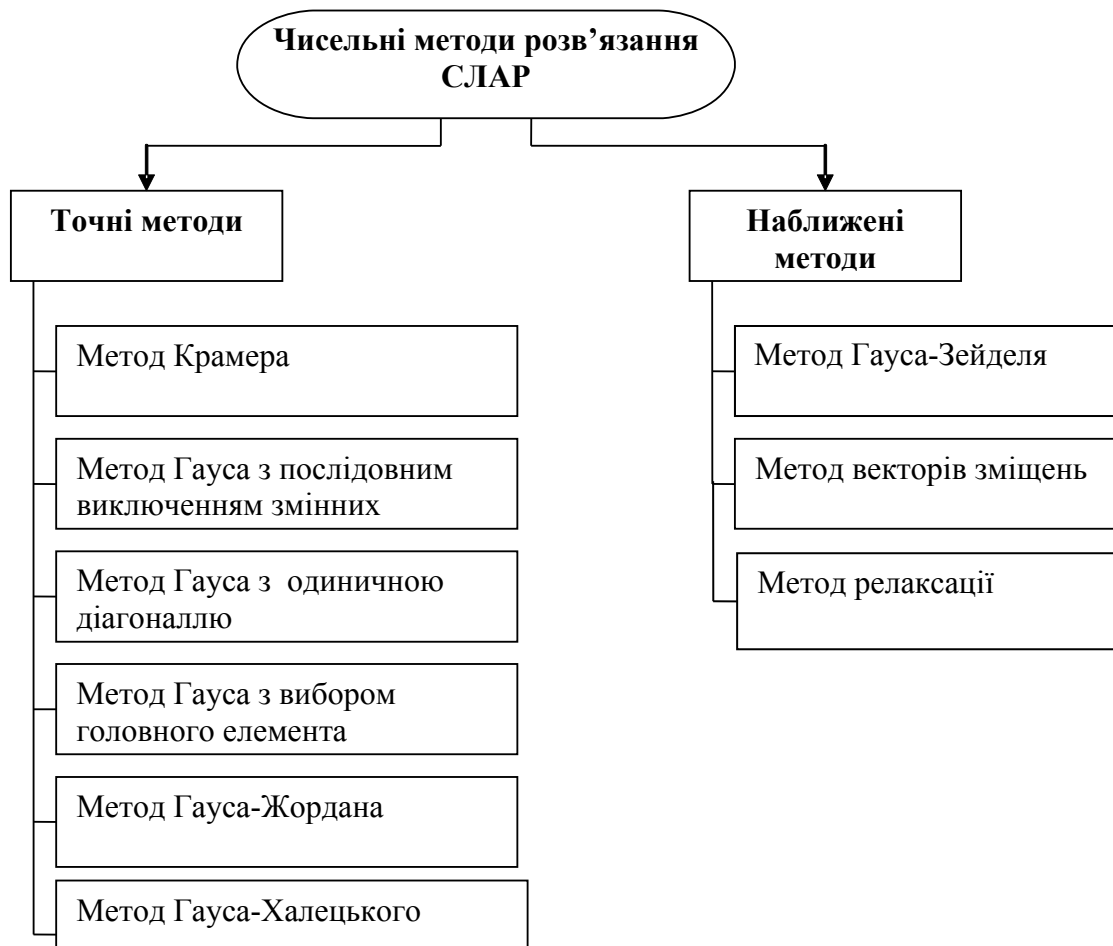 Чисельні методи розв’язання
СЛАР
Точні методи
Наближені
методи
Метод Крамера
Метод Гауса з послідовним
виключенням змінних
Метод Гауса з одиничною
діагоналлю
Метод Гауса з вибором
головного елемента
Метод Гауса-Жордана
Метод Гауса-Халецького
Метод Гауса-Зейделя
Метод векторів зміщень
Метод релаксації